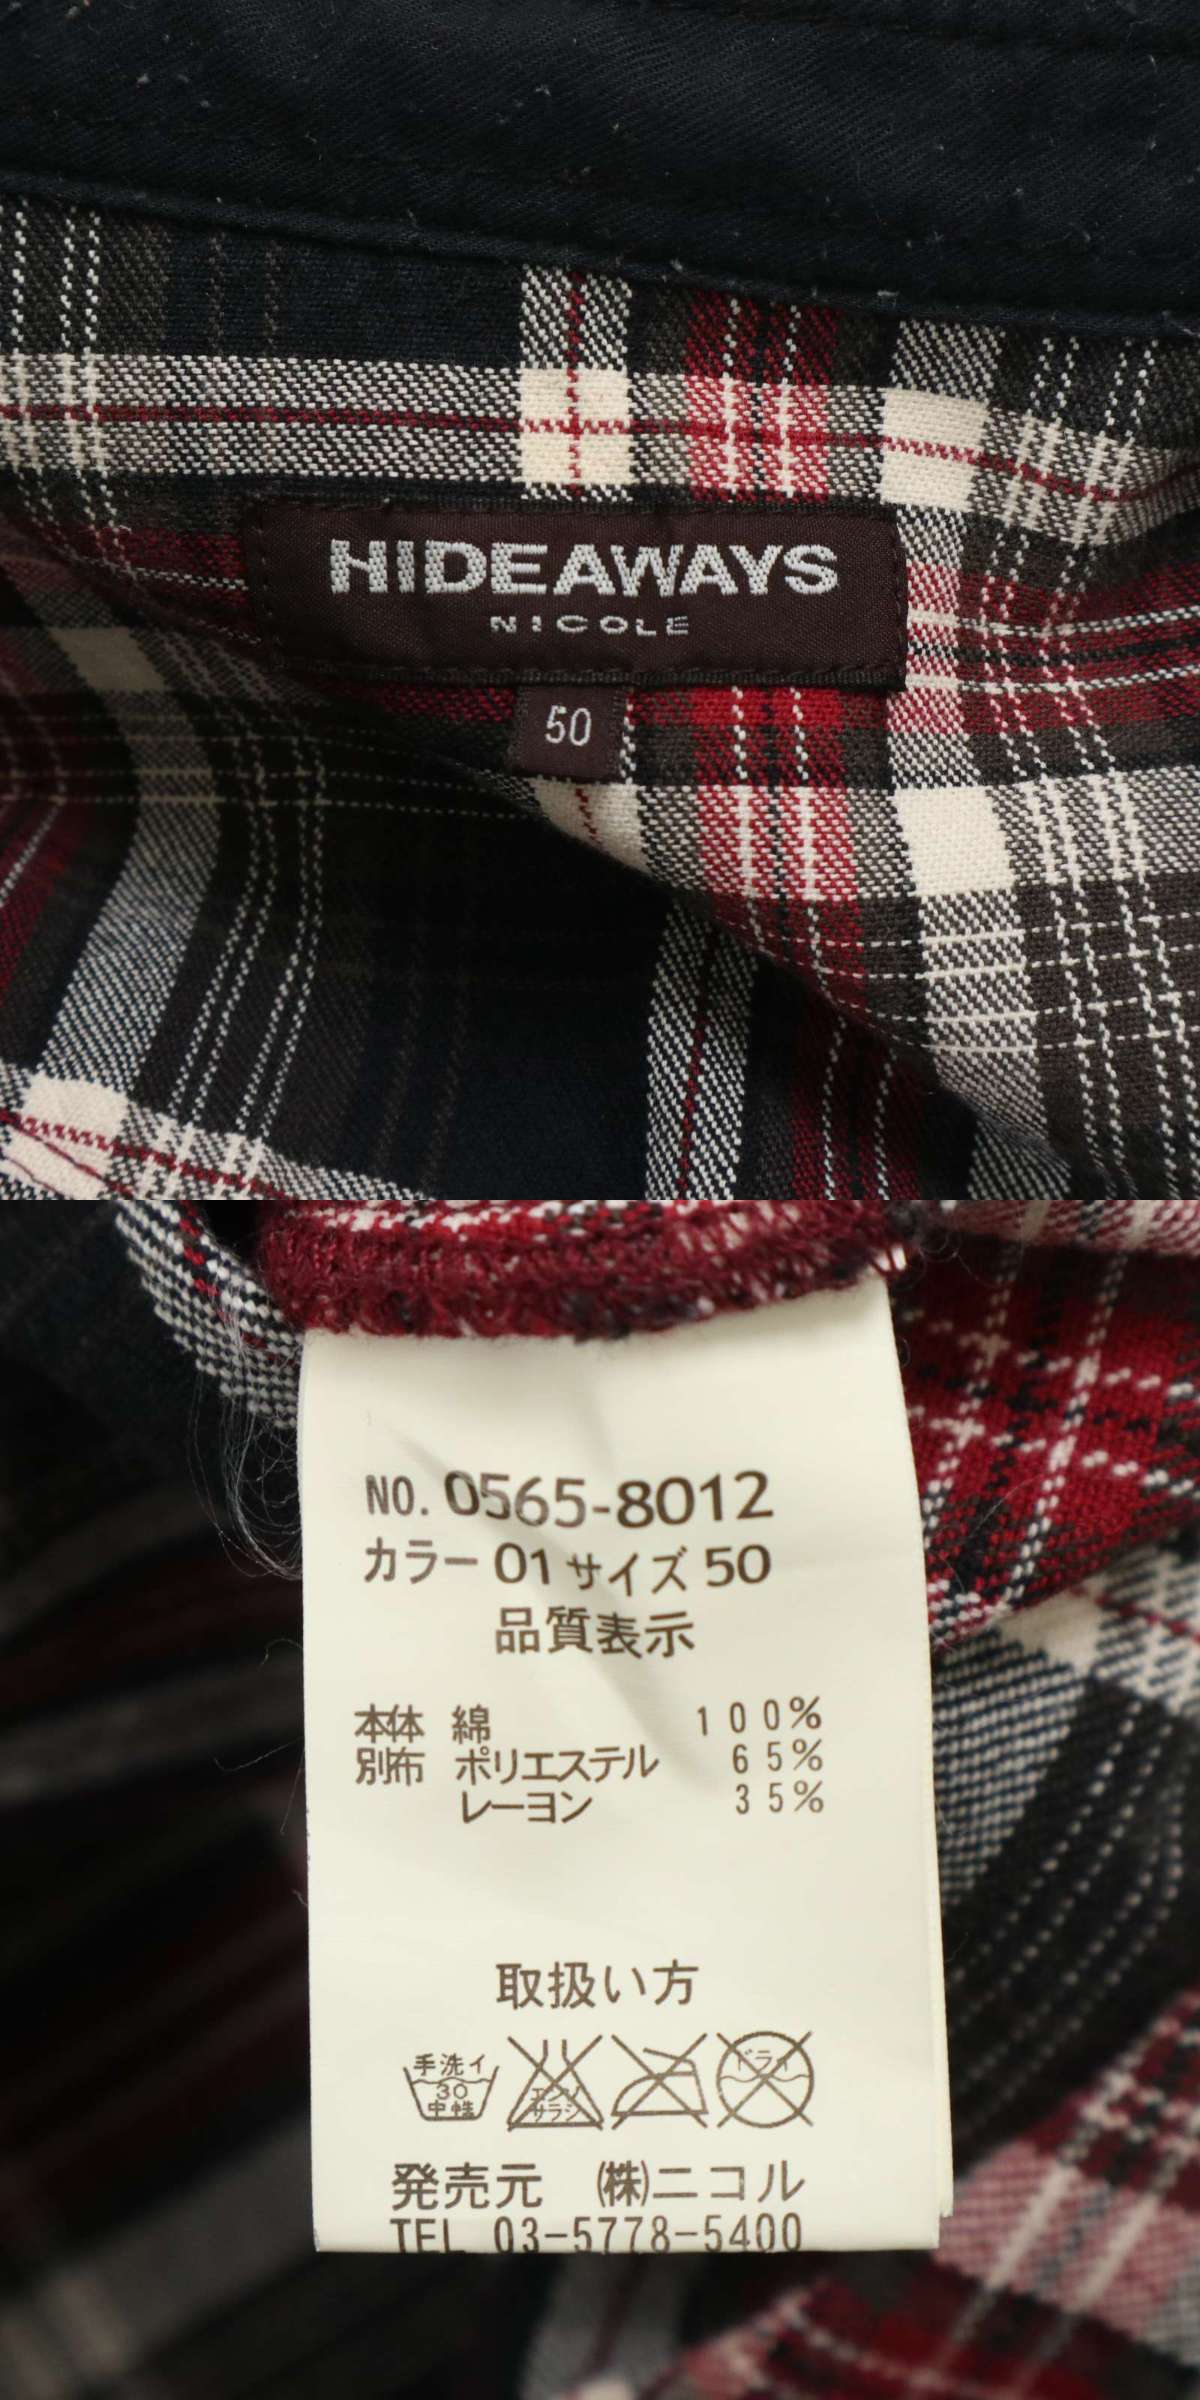 HIDEAWAYS
NICOLE
50
NO. 0565-8012
カラー 01 サイズ 50
品質表示
本体 綿 100%
別布 ポリエステル 65%
レーヨン 35%
取扱い方
手洗イ 30 中性 エンソ サラシ ドライ
発売元 ㈱ニコル
TEL 03-5778-5400